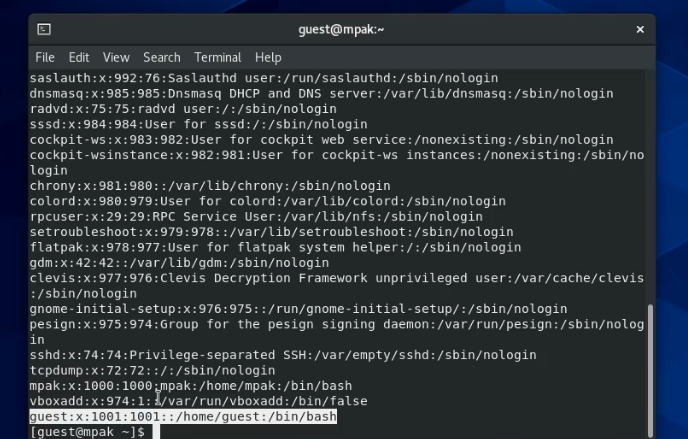 guest@mpak:~
×
File Edit View Search Terminal Help
saslauth:x:992:76:Saslauthd user:/run/saslauthd:/sbin/nologin
dnsmasq:x:985:985:Dnsmasq DHCP and DNS server:/var/lib/dnsmasq:/sbin/nologin
radvd:x:75:75:radvd user:/:/sbin/nologin
sssd:x:984:984:User for sssd:/:/sbin/nologin
cockpit-ws:x:983:982:User for cockpit web service:/nonexisting:/sbin/nologin
cockpit-wsinstance:x:982:981:User for cockpit-ws instances:/nonexisting:/sbin/no
login
chrony:x:981:980::/var/lib/chrony:/sbin/nologin
colord:x:980:979:User for colord:/var/lib/colord:/sbin/nologin
rpcuser:x:29:29:RPC Service User:/var/lib/nfs:/sbin/nologin
setroubleshoot:x:979:978::/var/lib/setroubleshoot:/sbin/nologin
flatpak:x:978:977:User for flatpak system helper:/:/sbin/nologin
gdm:x:42:42::/var/lib/gdm:/sbin/nologin
clevis:x:977:976:Clevis Decryption Framework unprivileged user:/var/cache/clevis
:/sbin/nologin
gnome-initial-setup:x:976:975::/run/gnome-initial-setup/:/sbin/nologin
pesign:x:975:974:Group for the pesign signing daemon:/var/run/pesign:/sbin/nolog
in
sshd:x:74:74:Privilege-separated SSH:/var/empty/sshd:/sbin/nologin
tcpdump:x:72:72::/:/sbin/nologin
mpak:x:1000:1000:mpak:/home/mpak:/bin/bash
vboxadd:x:974:1::/var/run/vboxadd:/bin/false
guest:x:1001:1001::/home/guest:/bin/bash
[guest@mpak ~]$